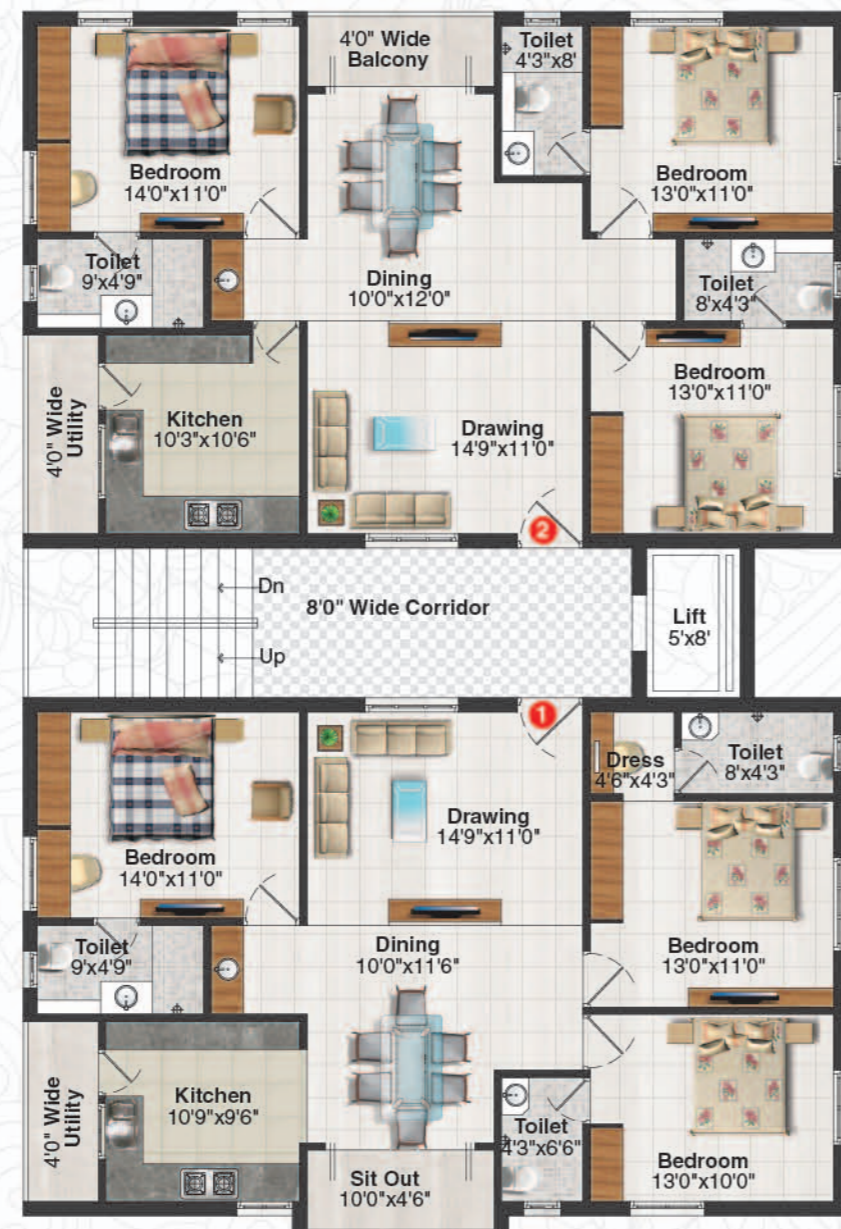 4'0" Wide
Balcony
Toilet
4'3"x8'
Bedroom
14'0"x11'0"
Bedroom
13'0"x11'0"
Toilet
9'x4'9"
Dining
10'0"x12'0"
Toilet
8'x4'3"
4'0" Wide
Utility
Kitchen
10'3"x10'6"
Drawing
14'9"x11'0"
Bedroom
13'0"x11'0"
2
Dn
8'0" Wide Corridor
Up
Lift
5'x8'
1
Dress
4'6"x4'3"
Toilet
8'x4'3"
Bedroom
14'0"x11'0"
Drawing
14'9"x11'0"
Toilet
9'x4'9"
Dining
10'0"x11'6"
Bedroom
13'0"x11'0"
4'0" Wide
Utility
Kitchen
10'9"x9'6"
Toilet
4'3"x6'6"
Sit Out
10'0"x4'6"
Bedroom
13'0"x10'0"